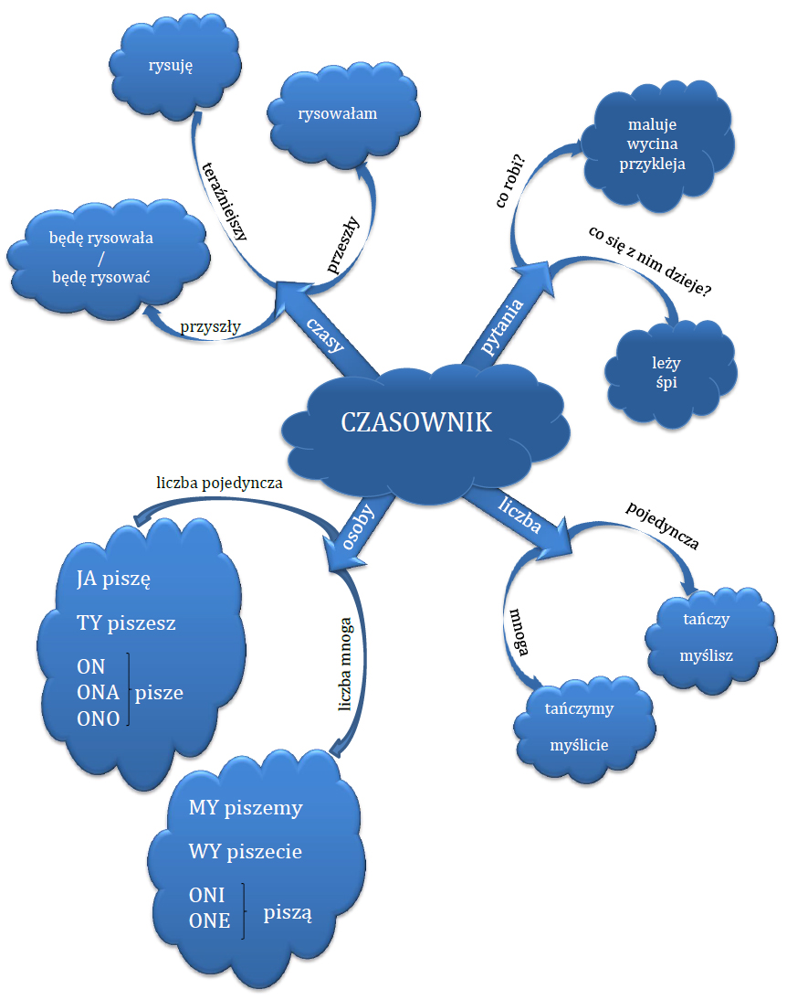 rysuję
rysowałam
teraźniejszy
przeszły
będę rysowała
/
będę rysować
przyszły
czasy
maluje
wycina
przykleja
co robi?
co się z nim dzieje?
pytania
leży
śpi
CZASOWNIK
liczba pojedyncza
osoby
JA piszę
TY piszesz
ON
ONA
ONO
pisze
liczba mnoga
MY piszemy
WY piszecie
ONI
ONE
piszą
liczba
pojedyncza
tańczy
myślisz
mnoga
tańczymy
myślicie